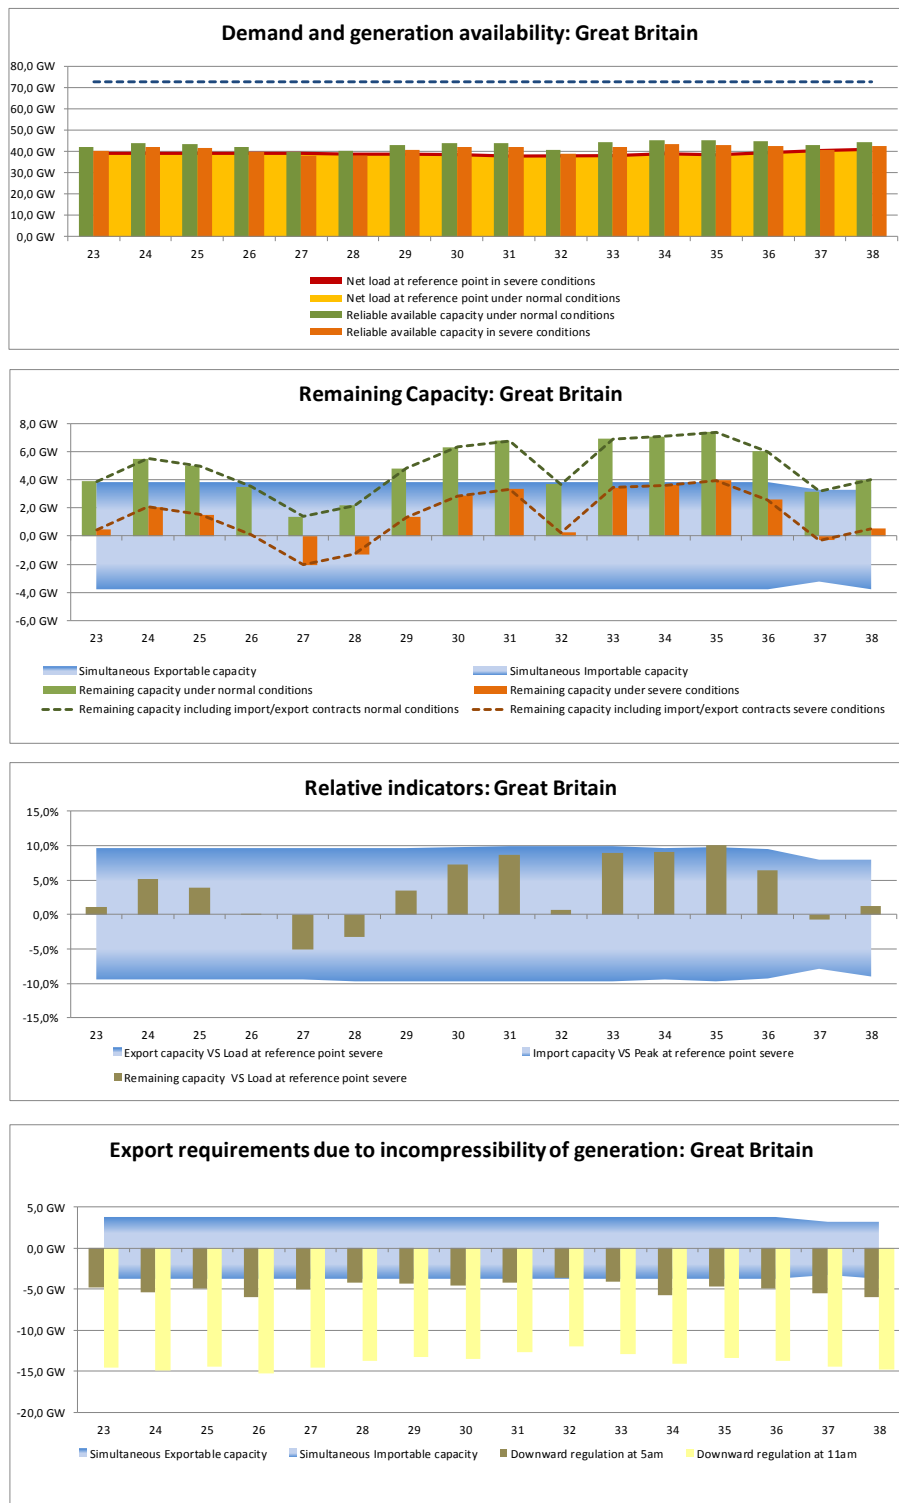 Demand and generation availability: Great Britain
80,0 GW
70,0 GW
60,0 GW
50,0 GW
40,0 GW
30,0 GW
20,0 GW
10,0 GW
0,0 GW
23 24 25 26 27 28 29 30 31 32 33 34 35 36 37 38
Net load at reference point in severe conditions
Net load at reference point under normal conditions
Reliable available capacity under normal conditions
Reliable available capacity in severe conditions
Remaining Capacity: Great Britain
8,0 GW
6,0 GW
4,0 GW
2,0 GW
0,0 GW
-2,0 GW
-4,0 GW
-6,0 GW
23 24 25 26 27 28 29 30 31 32 33 34 35 36 37 38
Simultaneous Exportable capacity Simultaneous Importable capacity
Remaining capacity under normal conditions Remaining capacity under severe conditions
Remaining capacity including import/export contracts normal conditions Remaining capacity including import/export contracts severe conditions
Relative indicators: Great Britain
15,0%
10,0%
5,0%
0,0%
-5,0%
-10,0%
-15,0%
23 24 25 26 27 28 29 30 31 32 33 34 35 36 37 38
Export capacity VS Load at reference point severe Import capacity VS Peak at reference point severe
Remaining capacity VS Load at reference point severe
Export requirements due to incompressibility of generation: Great Britain
5,0 GW
0,0 GW
-5,0 GW
-10,0 GW
-15,0 GW
-20,0 GW
23 24 25 26 27 28 29 30 31 32 33 34 35 36 37 38
Simultaneous Exportable capacity Simultaneous Importable capacity Downward regulation at 5am Downward regulation at 11am